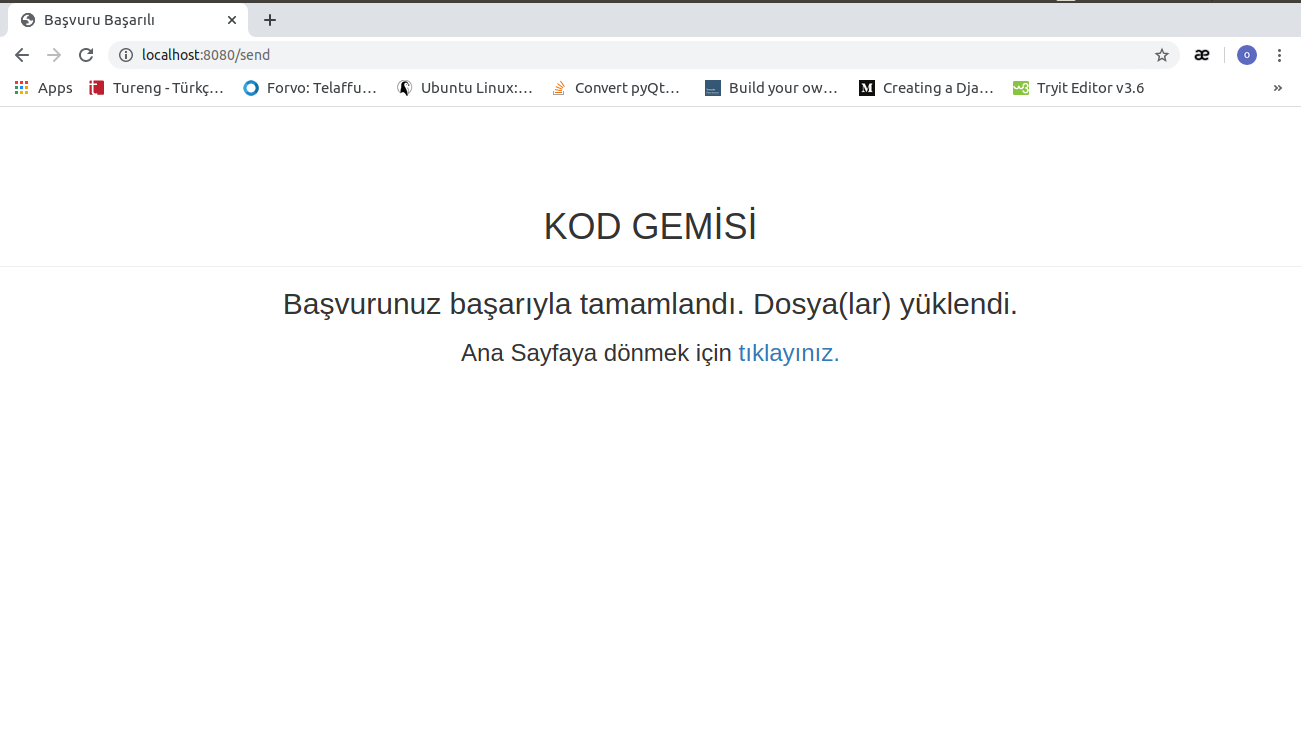 Başvuru Başarılı
localhost:8080/send
Apps Tureng - Türkç... Forvo: Telaffu... Ubuntu Linux:... Convert pyQt... Build your ow... Creating a Dja... Tryit Editor v3.6 »
KOD GEMİSİ
Başvurunuz başarıyla tamamlandı. Dosya(lar) yüklendi.
Ana Sayfaya dönmek için tıklayınız.